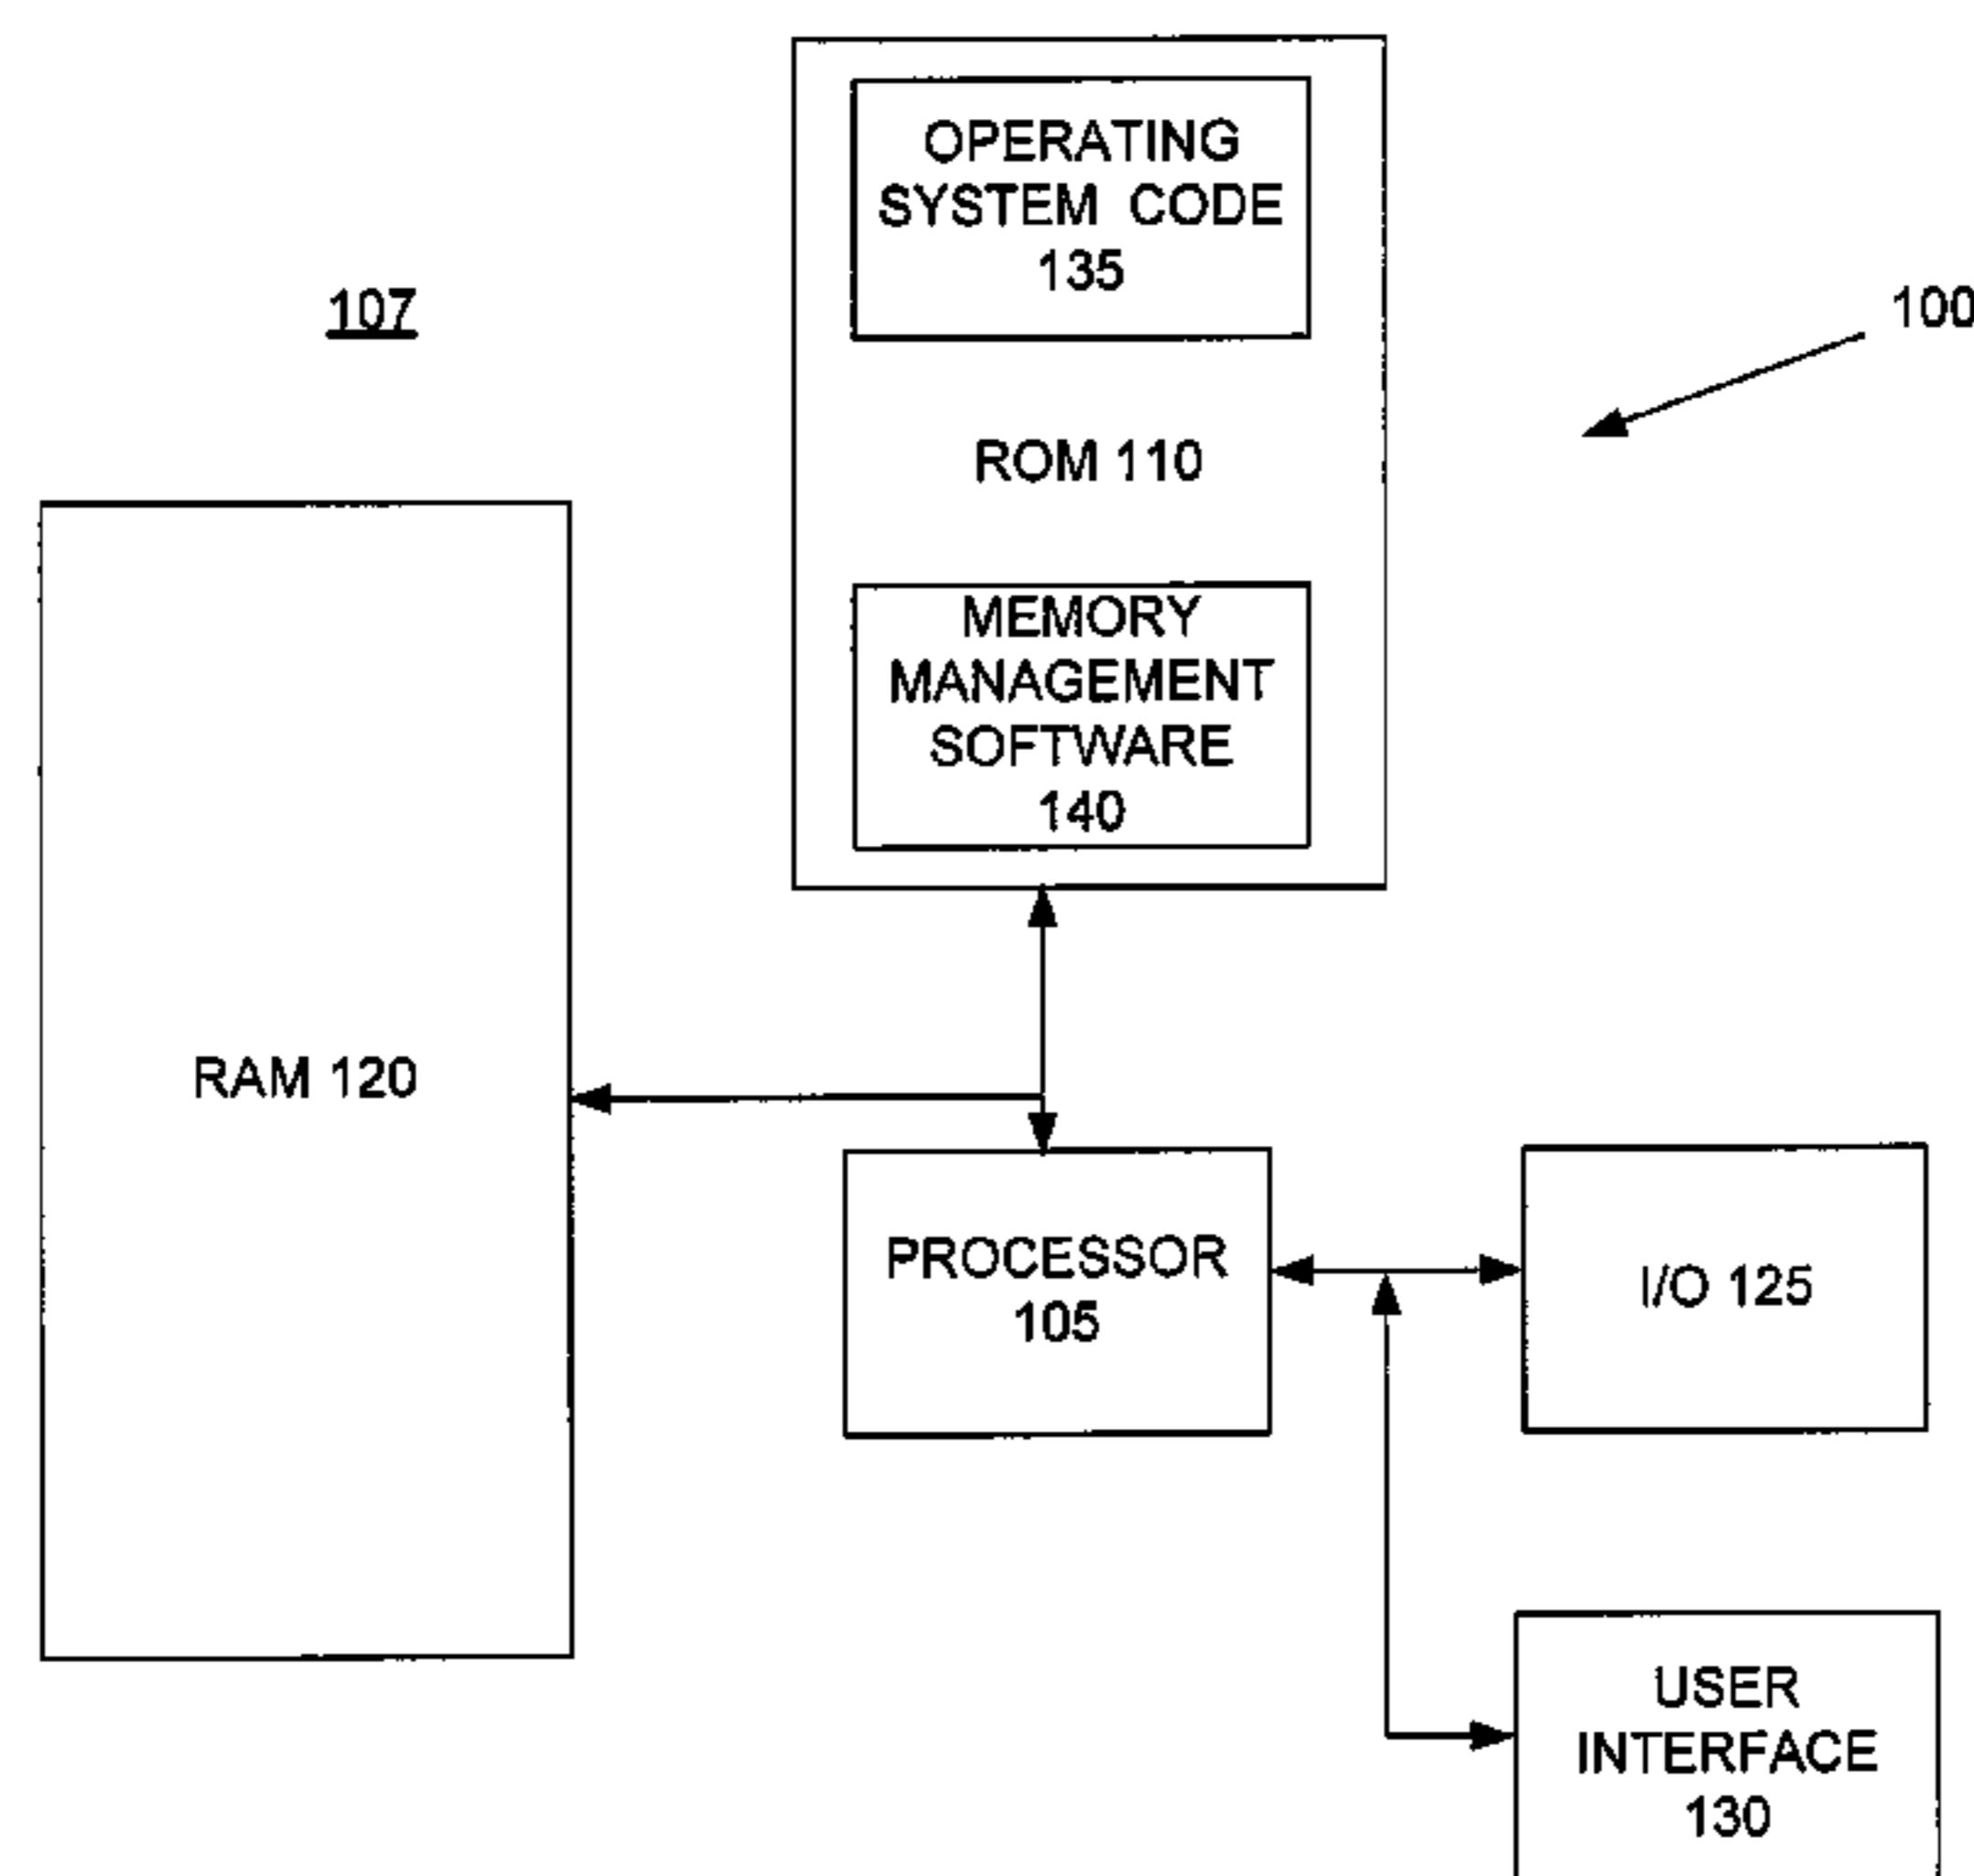 OPERATING
SYSTEM CODE
135
107
100
ROM 110
MEMORY
MANAGEMENT
SOFTWARE
140
RAM 120
PROCESSOR
105
I/O 125
USER
INTERFACE
130